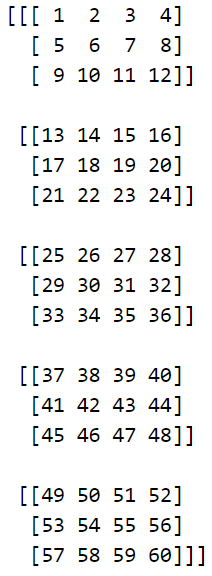 [[[ 1  2  3  4]
  [ 5  6  7  8]
  [ 9 10 11 12]]

 [[13 14 15 16]
  [17 18 19 20]
  [21 22 23 24]]

 [[25 26 27 28]
  [29 30 31 32]
  [33 34 35 36]]

 [[37 38 39 40]
  [41 42 43 44]
  [45 46 47 48]]

 [[49 50 51 52]
  [53 54 55 56]
  [57 58 59 60]]]